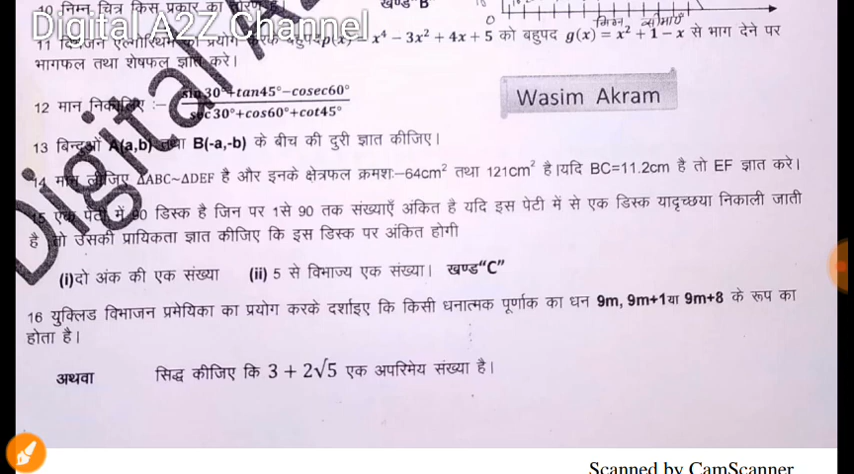 10 निम्न चित्र किस प्रकार का तोरण है खण्ड"B"
Digital A2Z Channel
0 निम्न सीमाएँ
11 विभाजन एल्गोरिथम का प्रयोग करके बहुपद p(x) = x⁴ − 3x² + 4x + 5 को बहुपद g(x) = x² + 1 − x से भाग देने पर
भागफल तथा शेषफल ज्ञात करे।
12 मान निकालिए :− (sin30°+tan45°−cosec60°)/(sec30°+cos60°+cot45°)
Wasim Akram
13 बिन्दुओं A(a,b) तथा B(-a,-b) के बीच की दुरी ज्ञात कीजिए।
14 मान लीजिए ΔABC~ΔDEF है और इनके क्षेत्रफल क्रमशः−64cm² तथा 121cm² है।यदि BC=11.2cm है तो EF ज्ञात करे।
15 एक पेटी में 90 डिस्क है जिन पर 1से 90 तक संख्याएँ अंकित है यदि इस पेटी में से एक डिस्क यादृच्छया निकाली जाती
है तो उसकी प्रायिकता ज्ञात कीजिए कि इस डिस्क पर अंकित होगी
(i)दो अंक की एक संख्या (ii) 5 से विभाज्य एक संख्या। खण्ड"C"
16 युक्लिड विभाजन प्रमेयिका का प्रयोग करके दर्शाइए कि किसी धनात्मक पूर्णाक का धन 9m, 9m+1या 9m+8 के रूप का
होता है।
अथवा सिद्ध कीजिए कि 3 + 2√5 एक अपरिमेय संख्या है।
Scanned by CamScanner
Digital